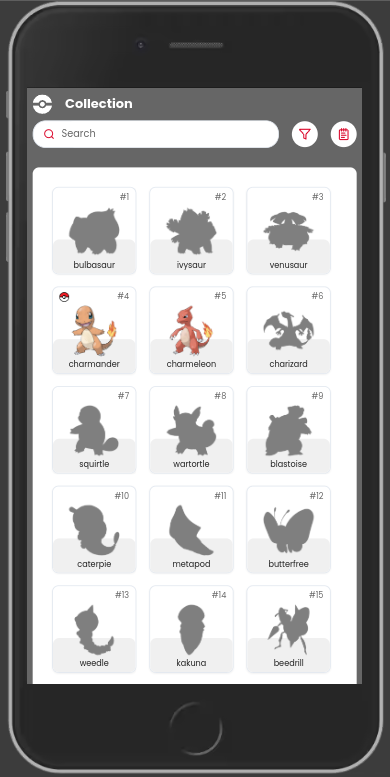 Collection
Search
#1
bulbasaur
#2
ivysaur
#3
venusaur
#4
charmander
#5
charmeleon
#6
charizard
#7
squirtle
#8
wartortle
#9
blastoise
#10
caterpie
#11
metapod
#12
butterfree
#13
weedle
#14
kakuna
#15
beedrill